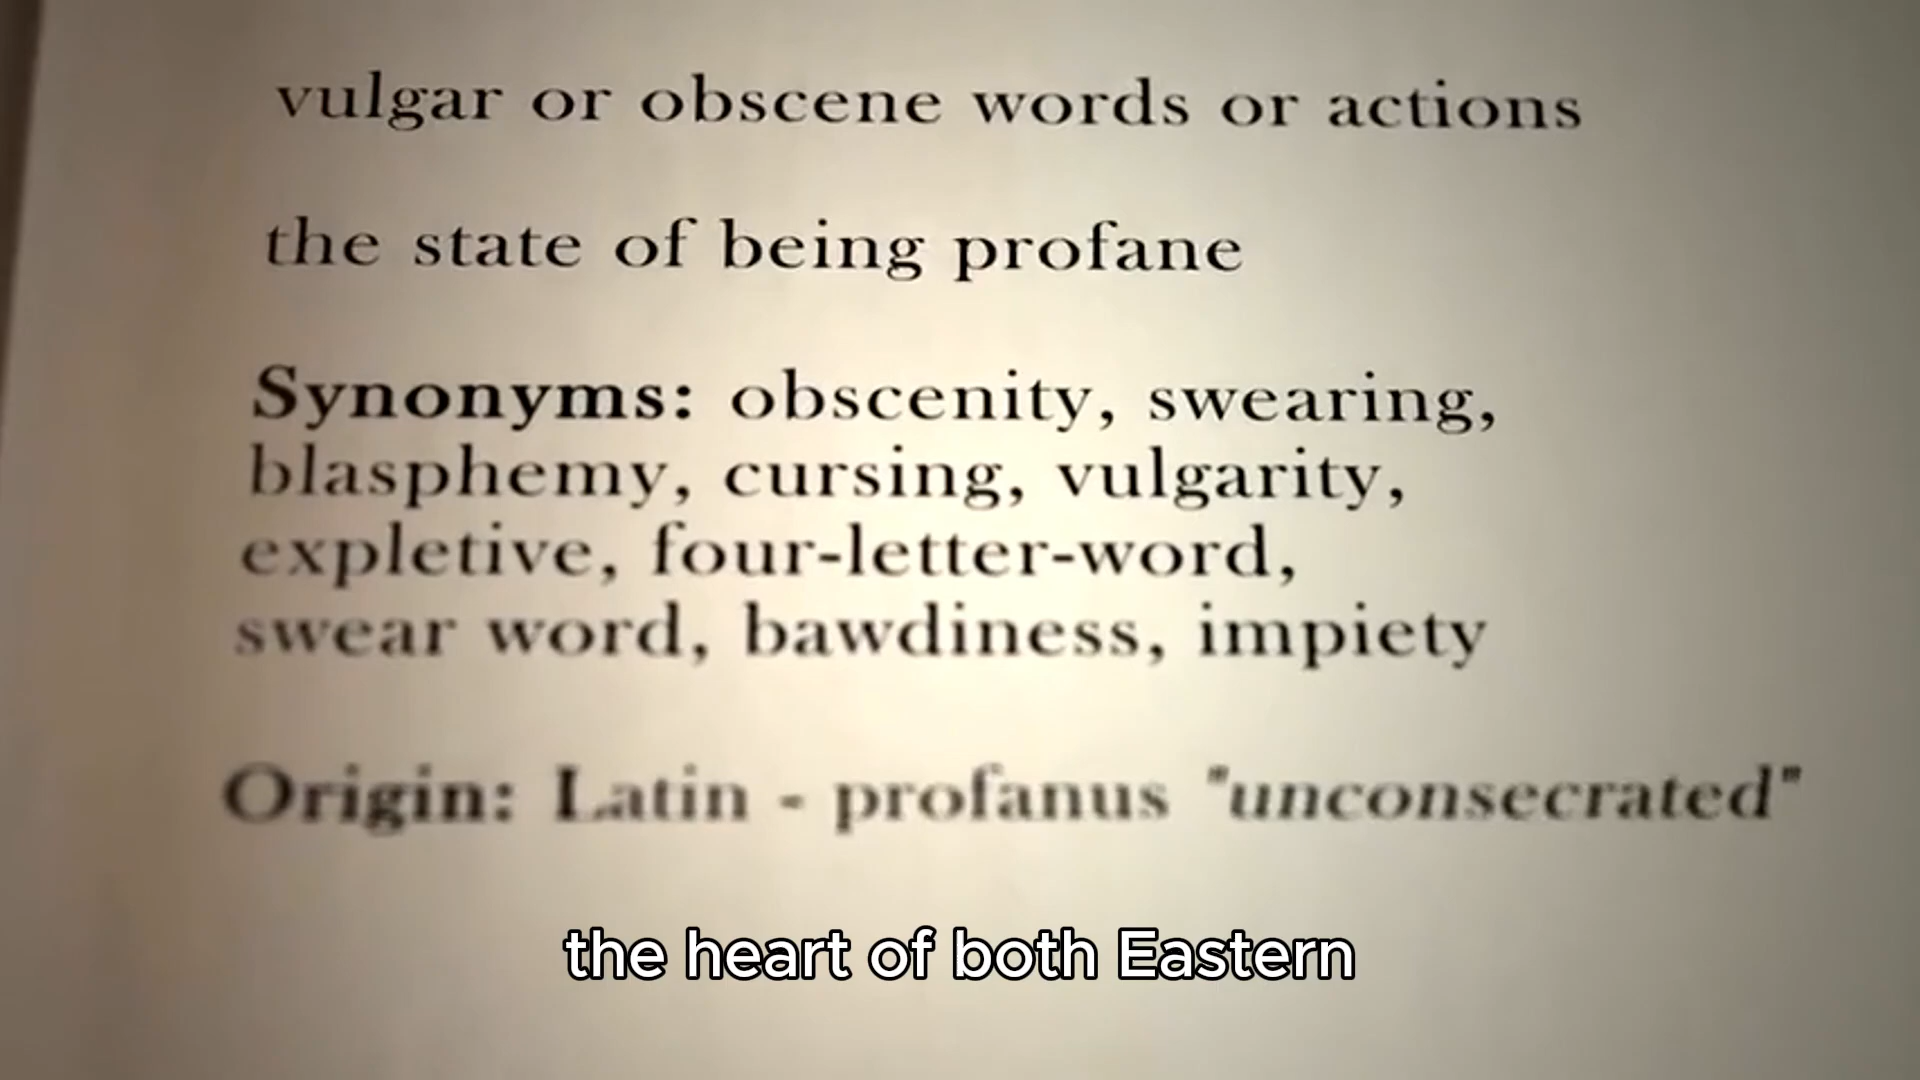 vulgar or obscene words or actions
the state of being profane
Synonyms: obscenity, swearing,
blasphemy, cursing, vulgarity,
expletive, four-letter-word,
swear word, bawdiness, impiety
Origin: Latin - profanus "unconsecrated"
the heart of both Eastern